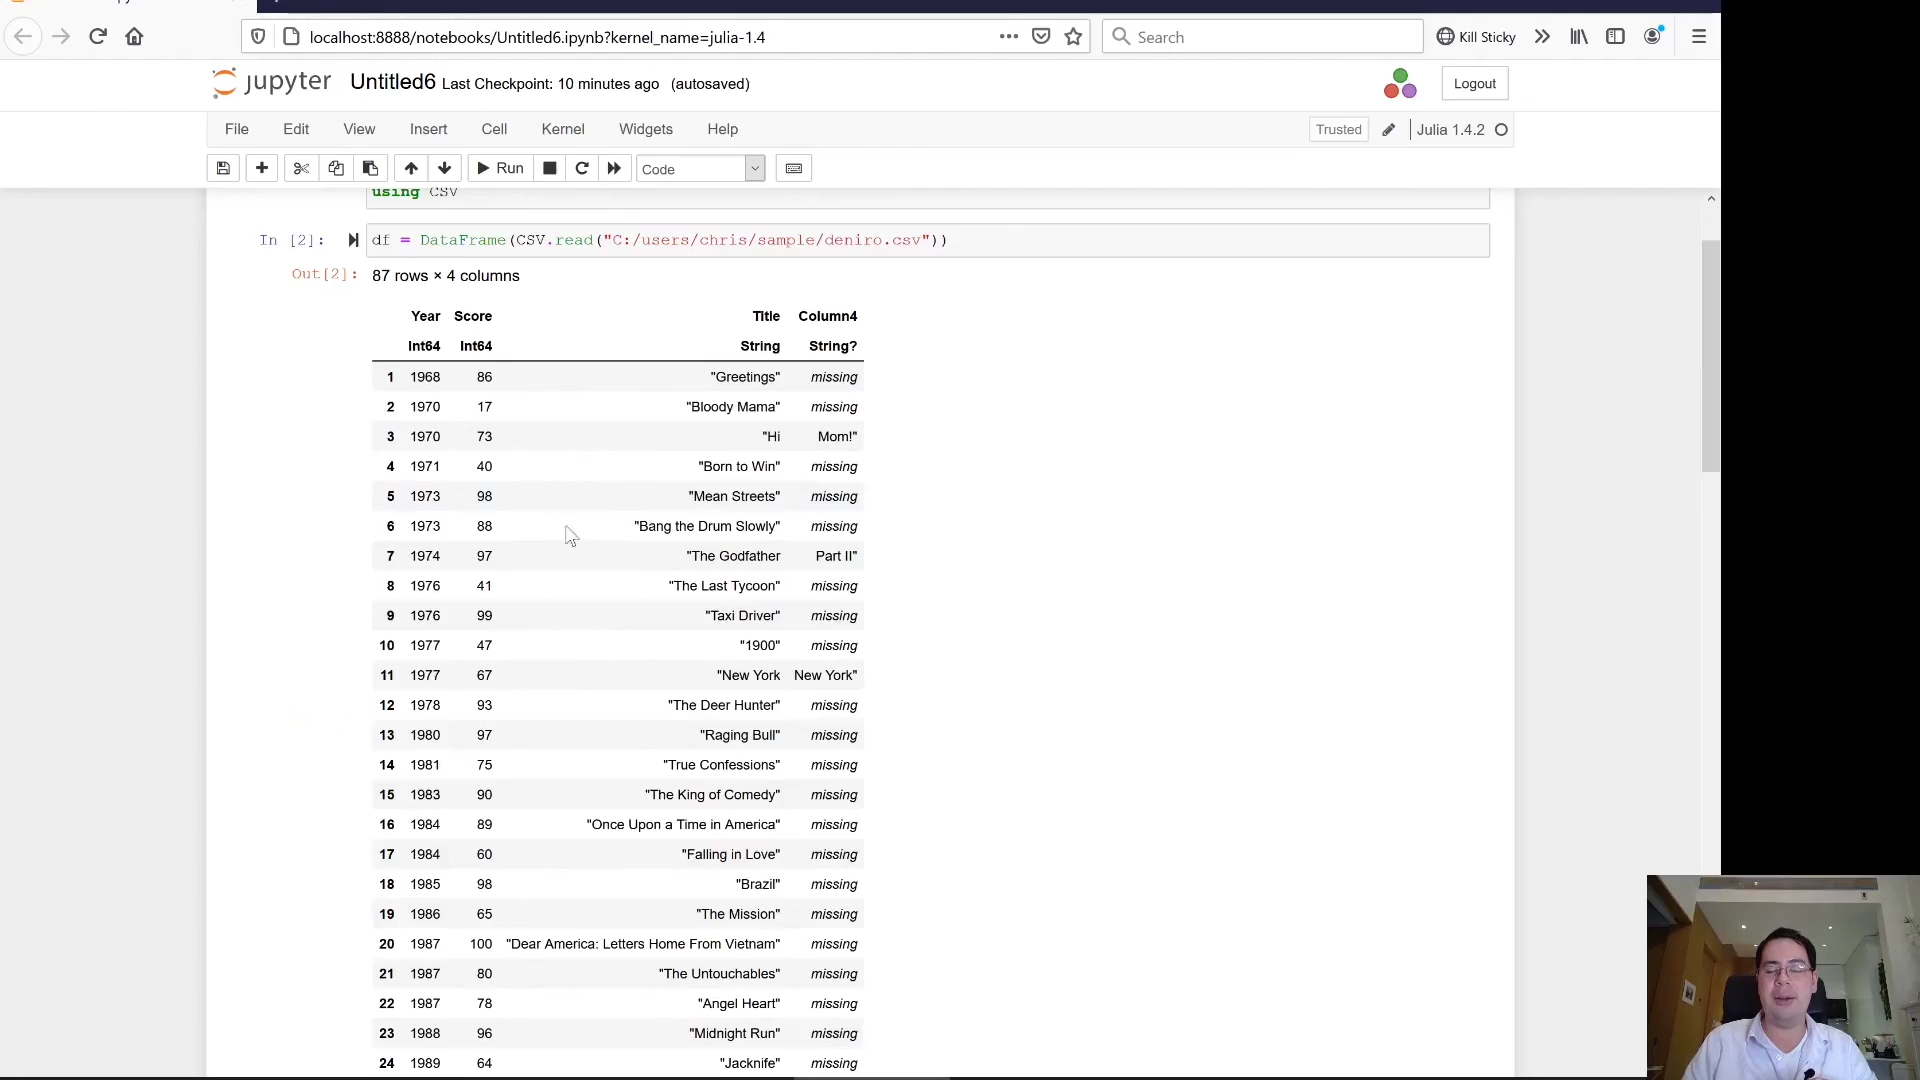 localhost:8888/notebooks/Untitled6.ipynb?kernel_name=julia-1.4 Search Kill Sticky
jupyter Untitled6 Last Checkpoint: 10 minutes ago (autosaved) Logout
File Edit View Insert Cell Kernel Widgets Help Trusted Julia 1.4.2
Run Code
using CSV
In [2]: df = DataFrame(CSV.read("C:/users/chris/sample/deniro.csv"))
Out[2]: 87 rows × 4 columns
Year Score Title Column4
Int64 Int64 String String?
1 1968 86 "Greetings" missing
2 1970 17 "Bloody Mama" missing
3 1970 73 "Hi Mom!"
4 1971 40 "Born to Win" missing
5 1973 98 "Mean Streets" missing
6 1973 88 "Bang the Drum Slowly" missing
7 1974 97 "The Godfather Part II"
8 1976 41 "The Last Tycoon" missing
9 1976 99 "Taxi Driver" missing
10 1977 47 "1900" missing
11 1977 67 "New York New York"
12 1978 93 "The Deer Hunter" missing
13 1980 97 "Raging Bull" missing
14 1981 75 "True Confessions" missing
15 1983 90 "The King of Comedy" missing
16 1984 89 "Once Upon a Time in America" missing
17 1984 60 "Falling in Love" missing
18 1985 98 "Brazil" missing
19 1986 65 "The Mission" missing
20 1987 100 "Dear America: Letters Home From Vietnam" missing
21 1987 80 "The Untouchables" missing
22 1987 78 "Angel Heart" missing
23 1988 96 "Midnight Run" missing
24 1989 64 "Jacknife" missing